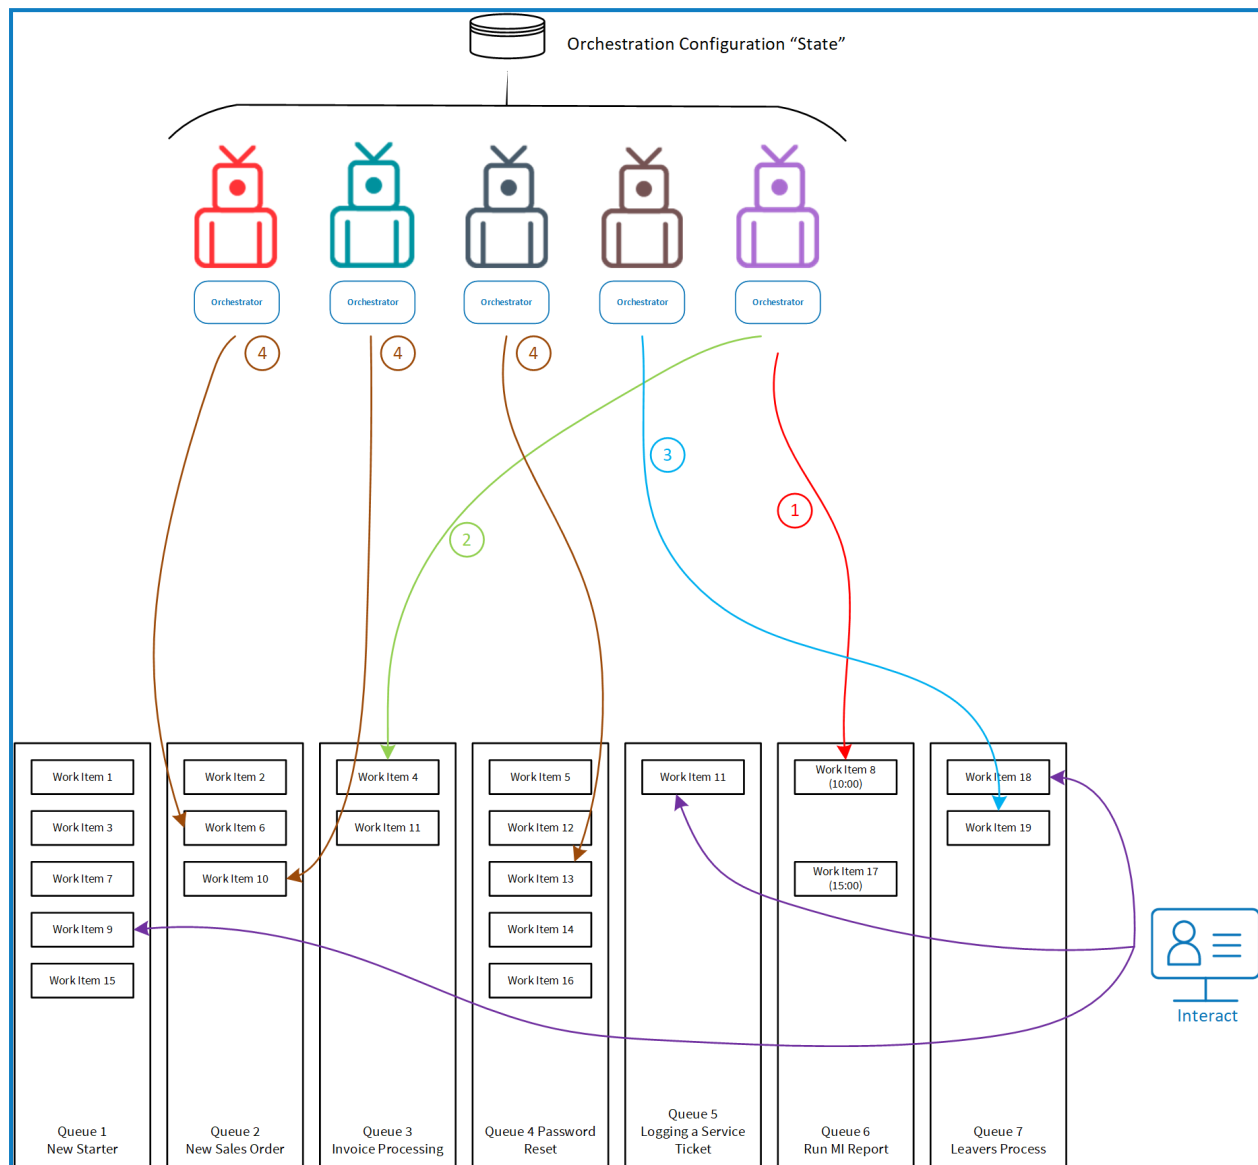 Orchestration Configuration “State”
Orchestrator
Orchestrator
Orchestrator
Orchestrator
Orchestrator
4
4
4
3
1
2
Work Item 1
Work Item 3
Work Item 7
Work Item 9
Work Item 15
Queue 1
New Starter
Work Item 2
Work Item 6
Work Item 10
Queue 2
New Sales Order
Work Item 4
Work Item 11
Queue 3
Invoice Processing
Work Item 5
Work Item 12
Work Item 13
Work Item 14
Work Item 16
Queue 4 Password
Reset
Work Item 11
Queue 5
Logging a Service
Ticket
Work Item 8
(10:00)
Work Item 17
(15:00)
Queue 6
Run MI Report
Work Item 18
Work Item 19
Queue 7
Leavers Process
Interact